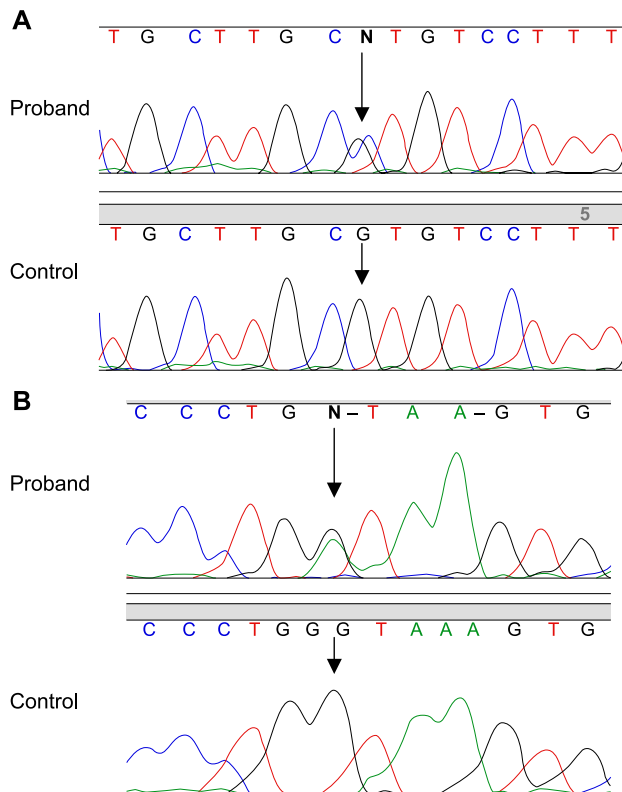 A
T G C T T G C N T G T C C T T T
Proband
5
T G C T T G C G T G T C C T T T
Control
B
C C C T G N – T A A – G T G
Proband
C C C T G G G T A A A G T G
Control